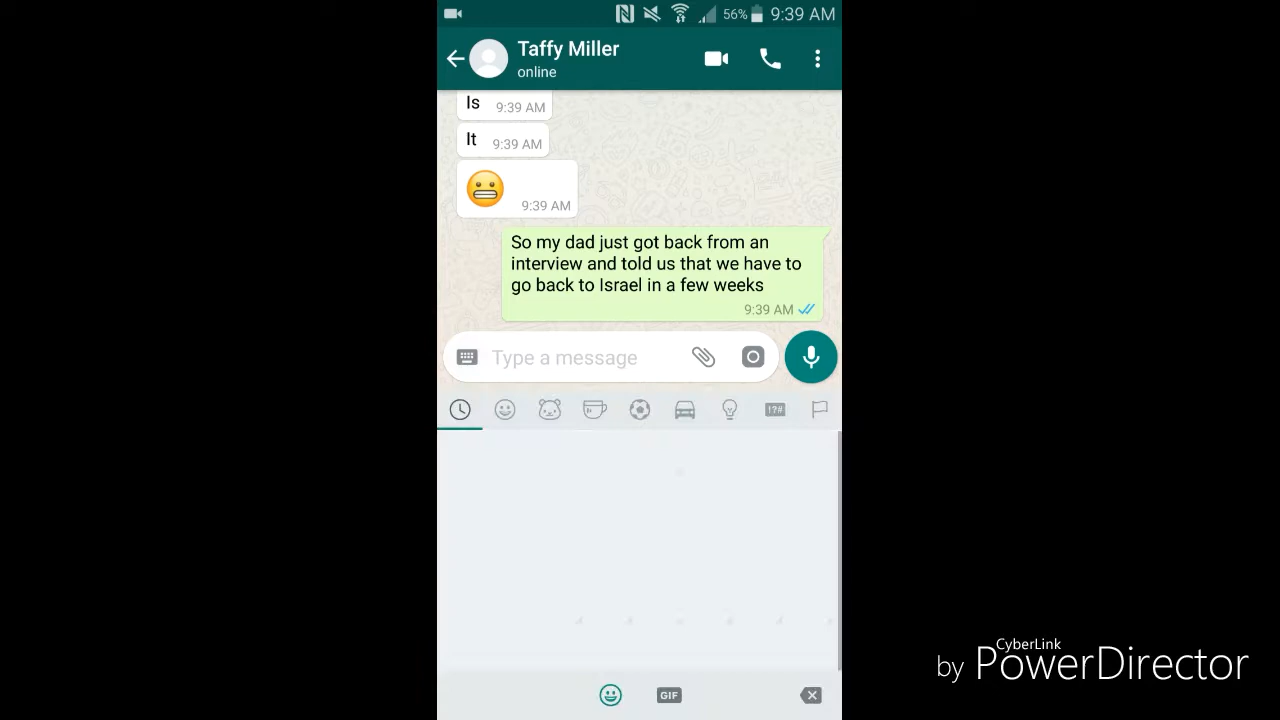 56% 9:39 AM
Taffy Miller
online
Is 9:39 AM
It 9:39 AM
9:39 AM
So my dad just got back from an
interview and told us that we have to
go back to Israel in a few weeks
9:39 AM
Type a message
!?#
GIF
CyberLink
by PowerDirector